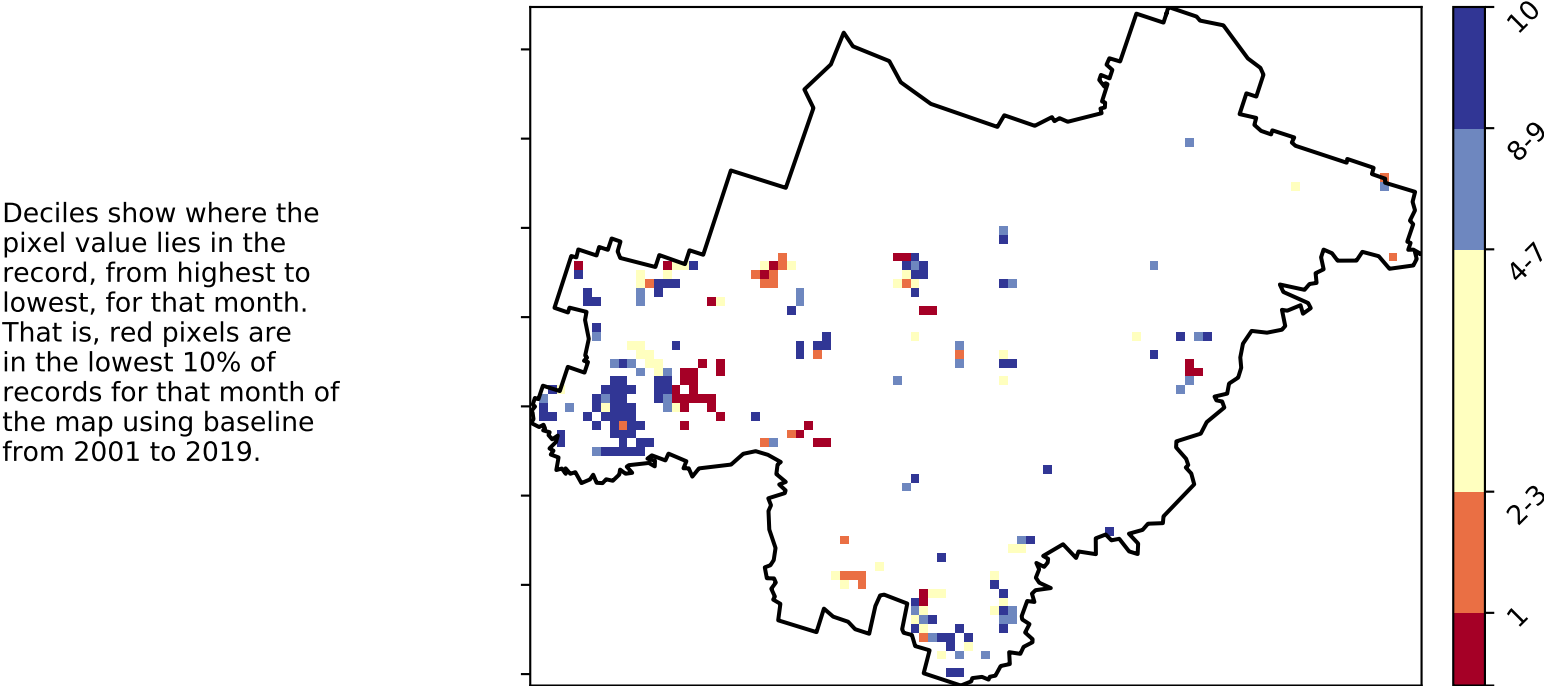 Deciles show where the
pixel value lies in the
record, from highest to
lowest, for that month.
That is, red pixels are
in the lowest 10% of
records for that month of
the map using baseline
from 2001 to 2019.
10
8-9
4-7
2-3
1